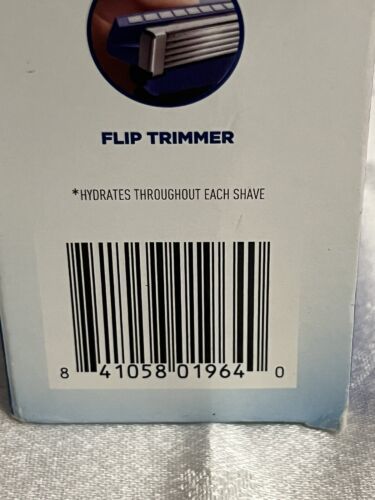 FLIP TRIMMER
*HYDRATES THROUGHOUT EACH SHAVE
8 41058 01964 0